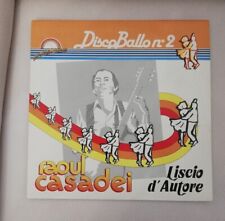 DiscoBallo n° 2
raoul
casadei
Liscio
d'Autore